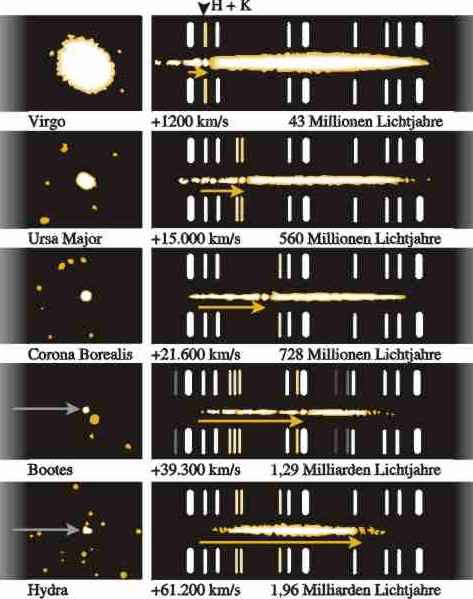 H + K
Virgo +1200 km/s 43 Millionen Lichtjahre
Ursa Major +15.000 km/s 560 Millionen Lichtjahre
Corona Borealis +21.600 km/s 728 Millionen Lichtjahre
Bootes +39.300 km/s 1,29 Milliarden Lichtjahre
Hydra +61.200 km/s 1,96 Milliarden Lichtjahre